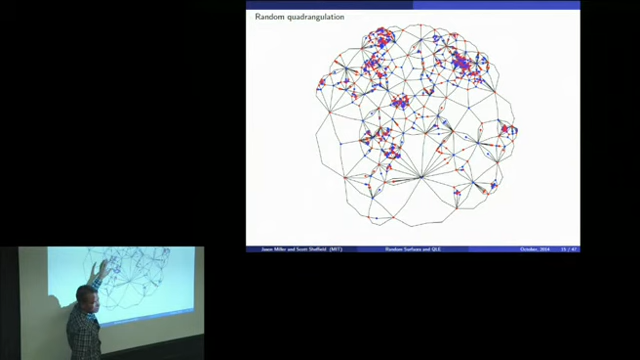 Random quadrangulation
Jason Miller and Scott Sheffield (MIT)
Random Surfaces and QLE
October, 2014